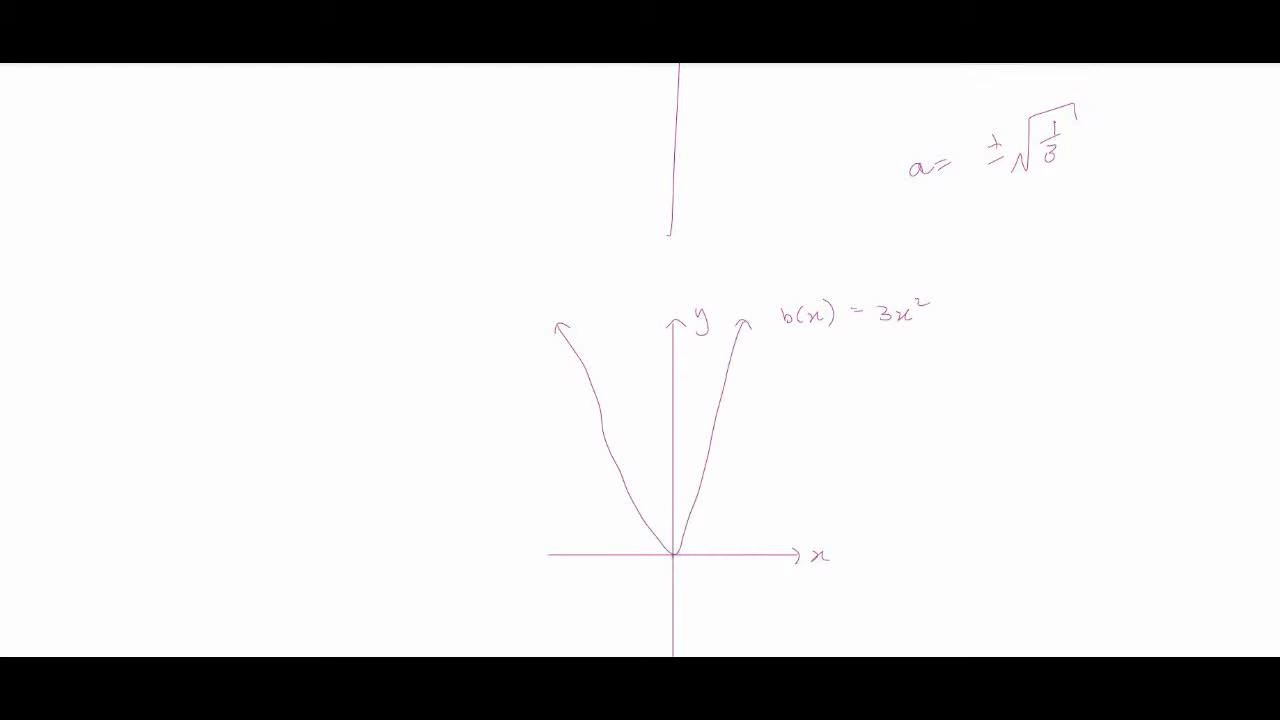 a = ±√(1/3)
y
b(x) = 3x²
x